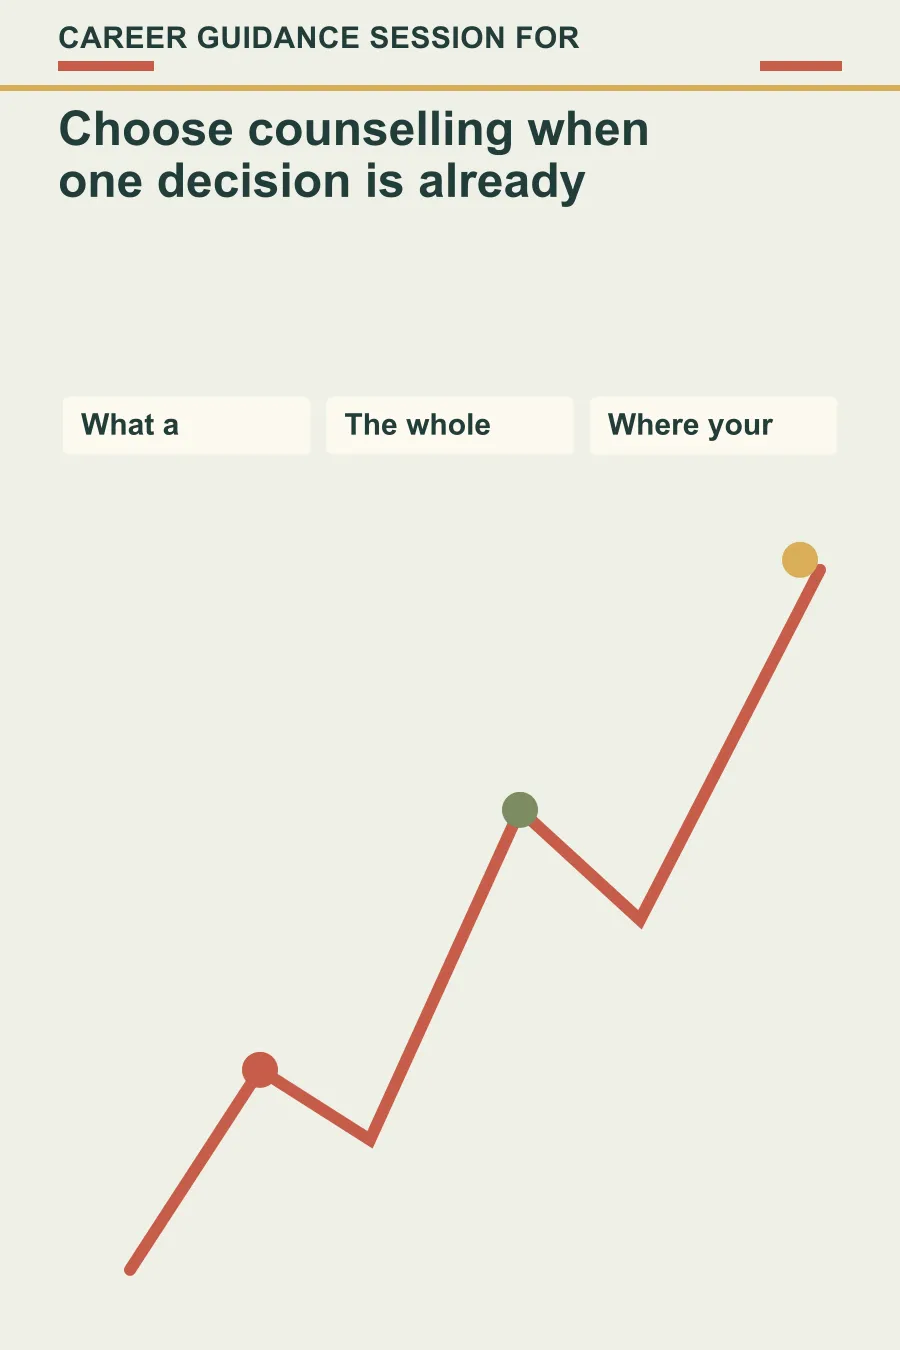 CAREER GUIDANCE SESSION FOR
Choose counselling when
one decision is already
What a
The whole
Where your